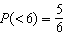 P(<6) = 5/6